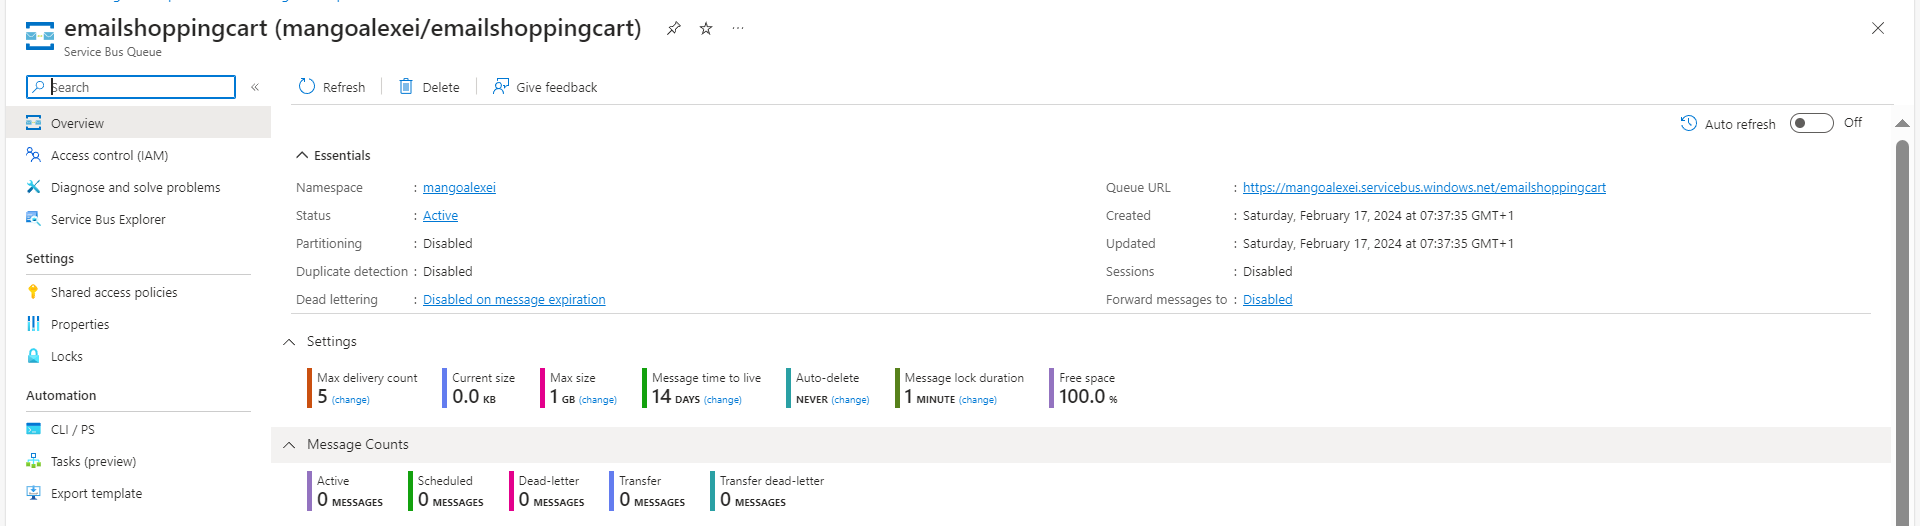 emailshoppingcart (mangoalexei/emailshoppingcart)
Service Bus Queue
Search
Refresh
Delete
Give feedback
Overview
Access control (IAM)
Diagnose and solve problems
Service Bus Explorer
Settings
Shared access policies
Properties
Locks
Automation
CLI / PS
Tasks (preview)
Export template
Auto refresh Off
Essentials
Namespace : mangoalexei
Status : Active
Partitioning : Disabled
Duplicate detection : Disabled
Dead lettering : Disabled on message expiration
Queue URL : https://mangoalexei.servicebus.windows.net/emailshoppingcart
Created : Saturday, February 17, 2024 at 07:37:35 GMT+1
Updated : Saturday, February 17, 2024 at 07:37:35 GMT+1
Sessions : Disabled
Forward messages to : Disabled
Settings
Max delivery count
5 (change)
Current size
0.0 KB
Max size
1 GB (change)
Message time to live
14 DAYS (change)
Auto-delete
NEVER (change)
Message lock duration
1 MINUTE (change)
Free space
100.0 %
Message Counts
Active
0 MESSAGES
Scheduled
0 MESSAGES
Dead-letter
0 MESSAGES
Transfer
0 MESSAGES
Transfer dead-letter
0 MESSAGES